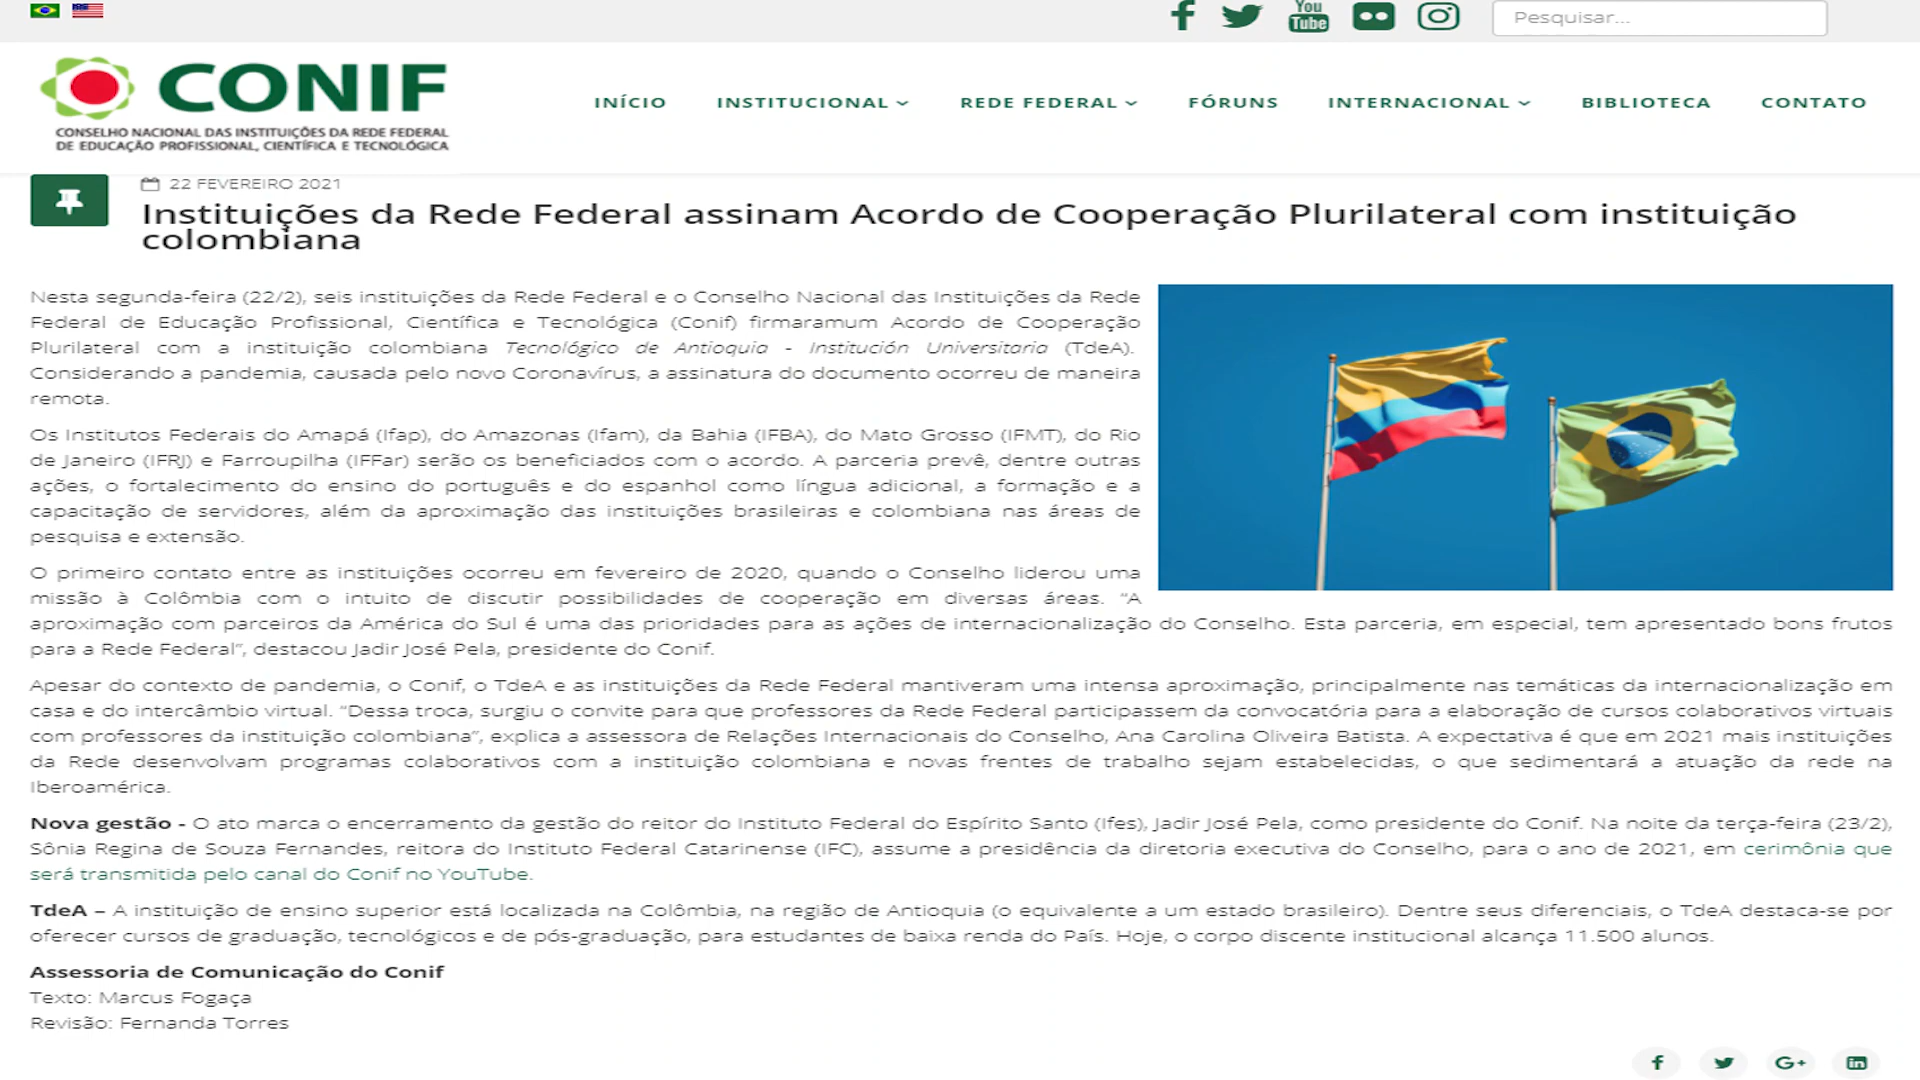 You
Tube
Pesquisar...
CONIF
CONSELHO NACIONAL DAS INSTITUIÇÕES DA REDE FEDERAL
DE EDUCAÇÃO PROFISSIONAL, CIENTÍFICA E TECNOLÓGICA
INÍCIO INSTITUCIONAL REDE FEDERAL FÓRUNS INTERNACIONAL BIBLIOTECA CONTATO
22 FEVEREIRO 2021
Instituições da Rede Federal assinam Acordo de Cooperação Plurilateral com instituição
colombiana
Nesta segunda-feira (22/2), seis instituições da Rede Federal e o Conselho Nacional das Instituições da Rede
Federal de Educação Profissional, Científica e Tecnológica (Conif) firmaramum Acordo de Cooperação
Plurilateral com a instituição colombiana Tecnológico de Antioquia - Institución Universitaria (TdeA).
Considerando a pandemia, causada pelo novo Coronavírus, a assinatura do documento ocorreu de maneira
remota.
Os Institutos Federais do Amapá (Ifap), do Amazonas (Ifam), da Bahia (IFBA), do Mato Grosso (IFMT), do Rio
de Janeiro (IFRJ) e Farroupilha (IFFar) serão os beneficiados com o acordo. A parceria prevê, dentre outras
ações, o fortalecimento do ensino do português e do espanhol como língua adicional, a formação e a
capacitação de servidores, além da aproximação das instituições brasileiras e colombiana nas áreas de
pesquisa e extensão.
O primeiro contato entre as instituições ocorreu em fevereiro de 2020, quando o Conselho liderou uma
missão à Colômbia com o intuito de discutir possibilidades de cooperação em diversas áreas. “A
aproximação com parceiros da América do Sul é uma das prioridades para as ações de internacionalização do Conselho. Esta parceria, em especial, tem apresentado bons frutos
para a Rede Federal”, destacou Jadir José Pela, presidente do Conif.
Apesar do contexto de pandemia, o Conif, o TdeA e as instituições da Rede Federal mantiveram uma intensa aproximação, principalmente nas temáticas da internacionalização em
casa e do intercâmbio virtual. “Dessa troca, surgiu o convite para que professores da Rede Federal participassem da convocatória para a elaboração de cursos colaborativos virtuais
com professores da instituição colombiana”, explica a assessora de Relações Internacionais do Conselho, Ana Carolina Oliveira Batista. A expectativa é que em 2021 mais instituições
da Rede desenvolvam programas colaborativos com a instituição colombiana e novas frentes de trabalho sejam estabelecidas, o que sedimentará a atuação da rede na
Iberoamérica.
Nova gestão - O ato marca o encerramento da gestão do reitor do Instituto Federal do Espírito Santo (Ifes), Jadir José Pela, como presidente do Conif. Na noite da terça-feira (23/2),
Sônia Regina de Souza Fernandes, reitora do Instituto Federal Catarinense (IFC), assume a presidência da diretoria executiva do Conselho, para o ano de 2021, em cerimônia que
será transmitida pelo canal do Conif no YouTube.
TdeA – A instituição de ensino superior está localizada na Colômbia, na região de Antioquia (o equivalente a um estado brasileiro). Dentre seus diferenciais, o TdeA destaca-se por
oferecer cursos de graduação, tecnológicos e de pós-graduação, para estudantes de baixa renda do País. Hoje, o corpo discente institucional alcança 11.500 alunos.
Assessoria de Comunicação do Conif
Texto: Marcus Fogaça
Revisão: Fernanda Torres